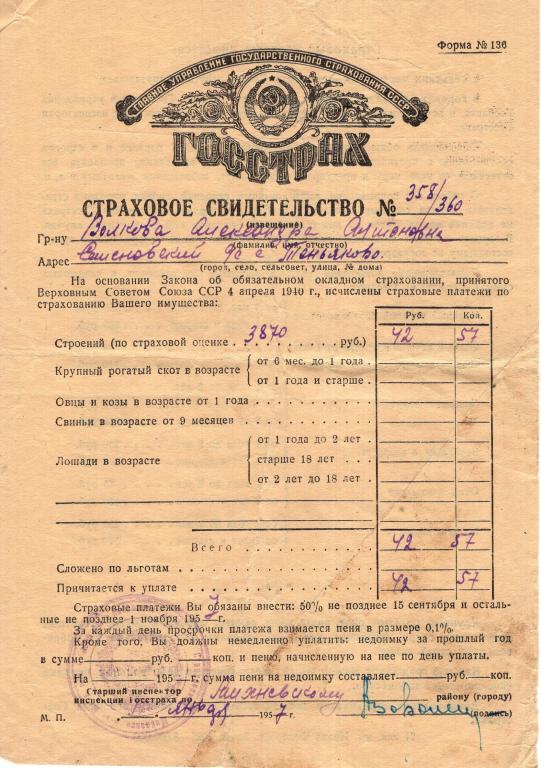 Форма № 136
ГЛАВНОЕ УПРАВЛЕНИЕ ГОСУДАРСТВЕННОГО СТРАХОВАНИЯ СССР
ГОССТРАХ
СТРАХОВОЕ СВИДЕТЕЛЬСТВО № 358/360
(извещение)
Гр-ну Волкова Александра Антоновна
(фамилия, имя, отчество)
Адрес с Теньяково.
(город, село, сельсовет, улица, № дома)
На основании Закона об обязательном окладном страховании, принятого
Верховным Советом Союза ССР 4 апреля 1940 г., исчислены страховые платежи по
страхованию Вашего имущества:
Руб. Коп.
Строений (по страховой оценке 3870 руб.) 42 57
Крупный рогатый скот в возрасте
от 6 мес. до 1 года
от 1 года и старше
Овцы и козы в возрасте от 1 года
Свиньи в возрасте от 9 месяцев
от 1 года до 2 лет
Лошади в возрасте старше 18 лет
от 2 лет до 18 лет
Всего 42 57
Сложено по льготам
Причитается к уплате 42 57
Страховые платежи Вы обязаны внести: 50% не позднее 15 сентября и осталь-
ные не позднее 1 ноября 1957 г.
За каждый день просрочки платежа взимается пеня в размере 0,1%.
Кроме того, Вы должны немедленно уплатить: недоимку за прошлый год
в сумме руб. коп. и пеню, начисленную на нее по день уплаты.
На 195 г. сумма пени на недоимку составляет руб. коп.
Старший инспектор
инспекции Госстраха по Михневскому району (городу)
М. П. 1957 г. (подпись)